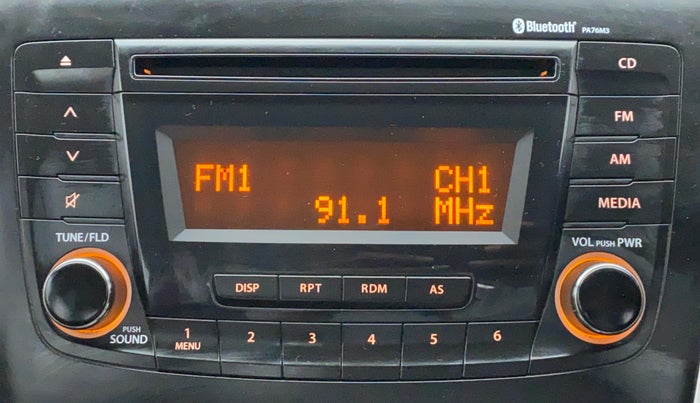 Bluetooth® PA76M3
CD
FM
AM
MEDIA
FM1 CH1
91.1 MHz
TUNE/FLD
VOL PUSH PWR
DISP RPT RDM AS
PUSH
SOUND
1 2 3 4 5 6
MENU